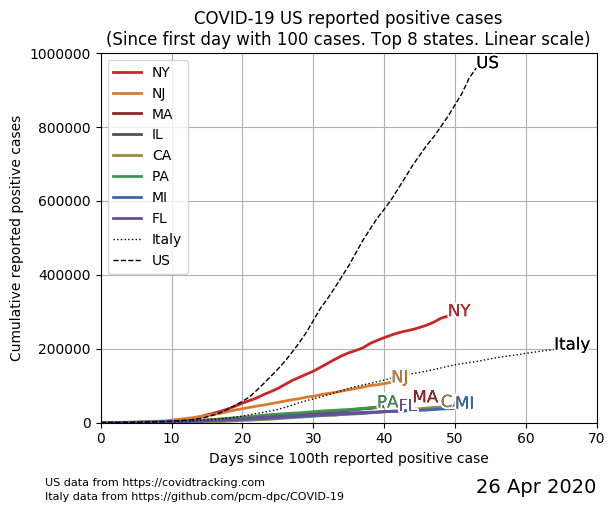 COVID-19 US reported positive cases
(Since first day with 100 cases. Top 8 states. Linear scale)
Cumulative reported positive cases
1000000
800000
600000
400000
200000
0
NY
NJ
MA
IL
CA
PA
MI
FL
Italy
US
US
NY
Italy
NJ
PA
FL
MA
MI
0 10 20 30 40 50 60 70
Days since 100th reported positive case
US data from https://covidtracking.com
Italy data from https://github.com/pcm-dpc/COVID-19
26 Apr 2020